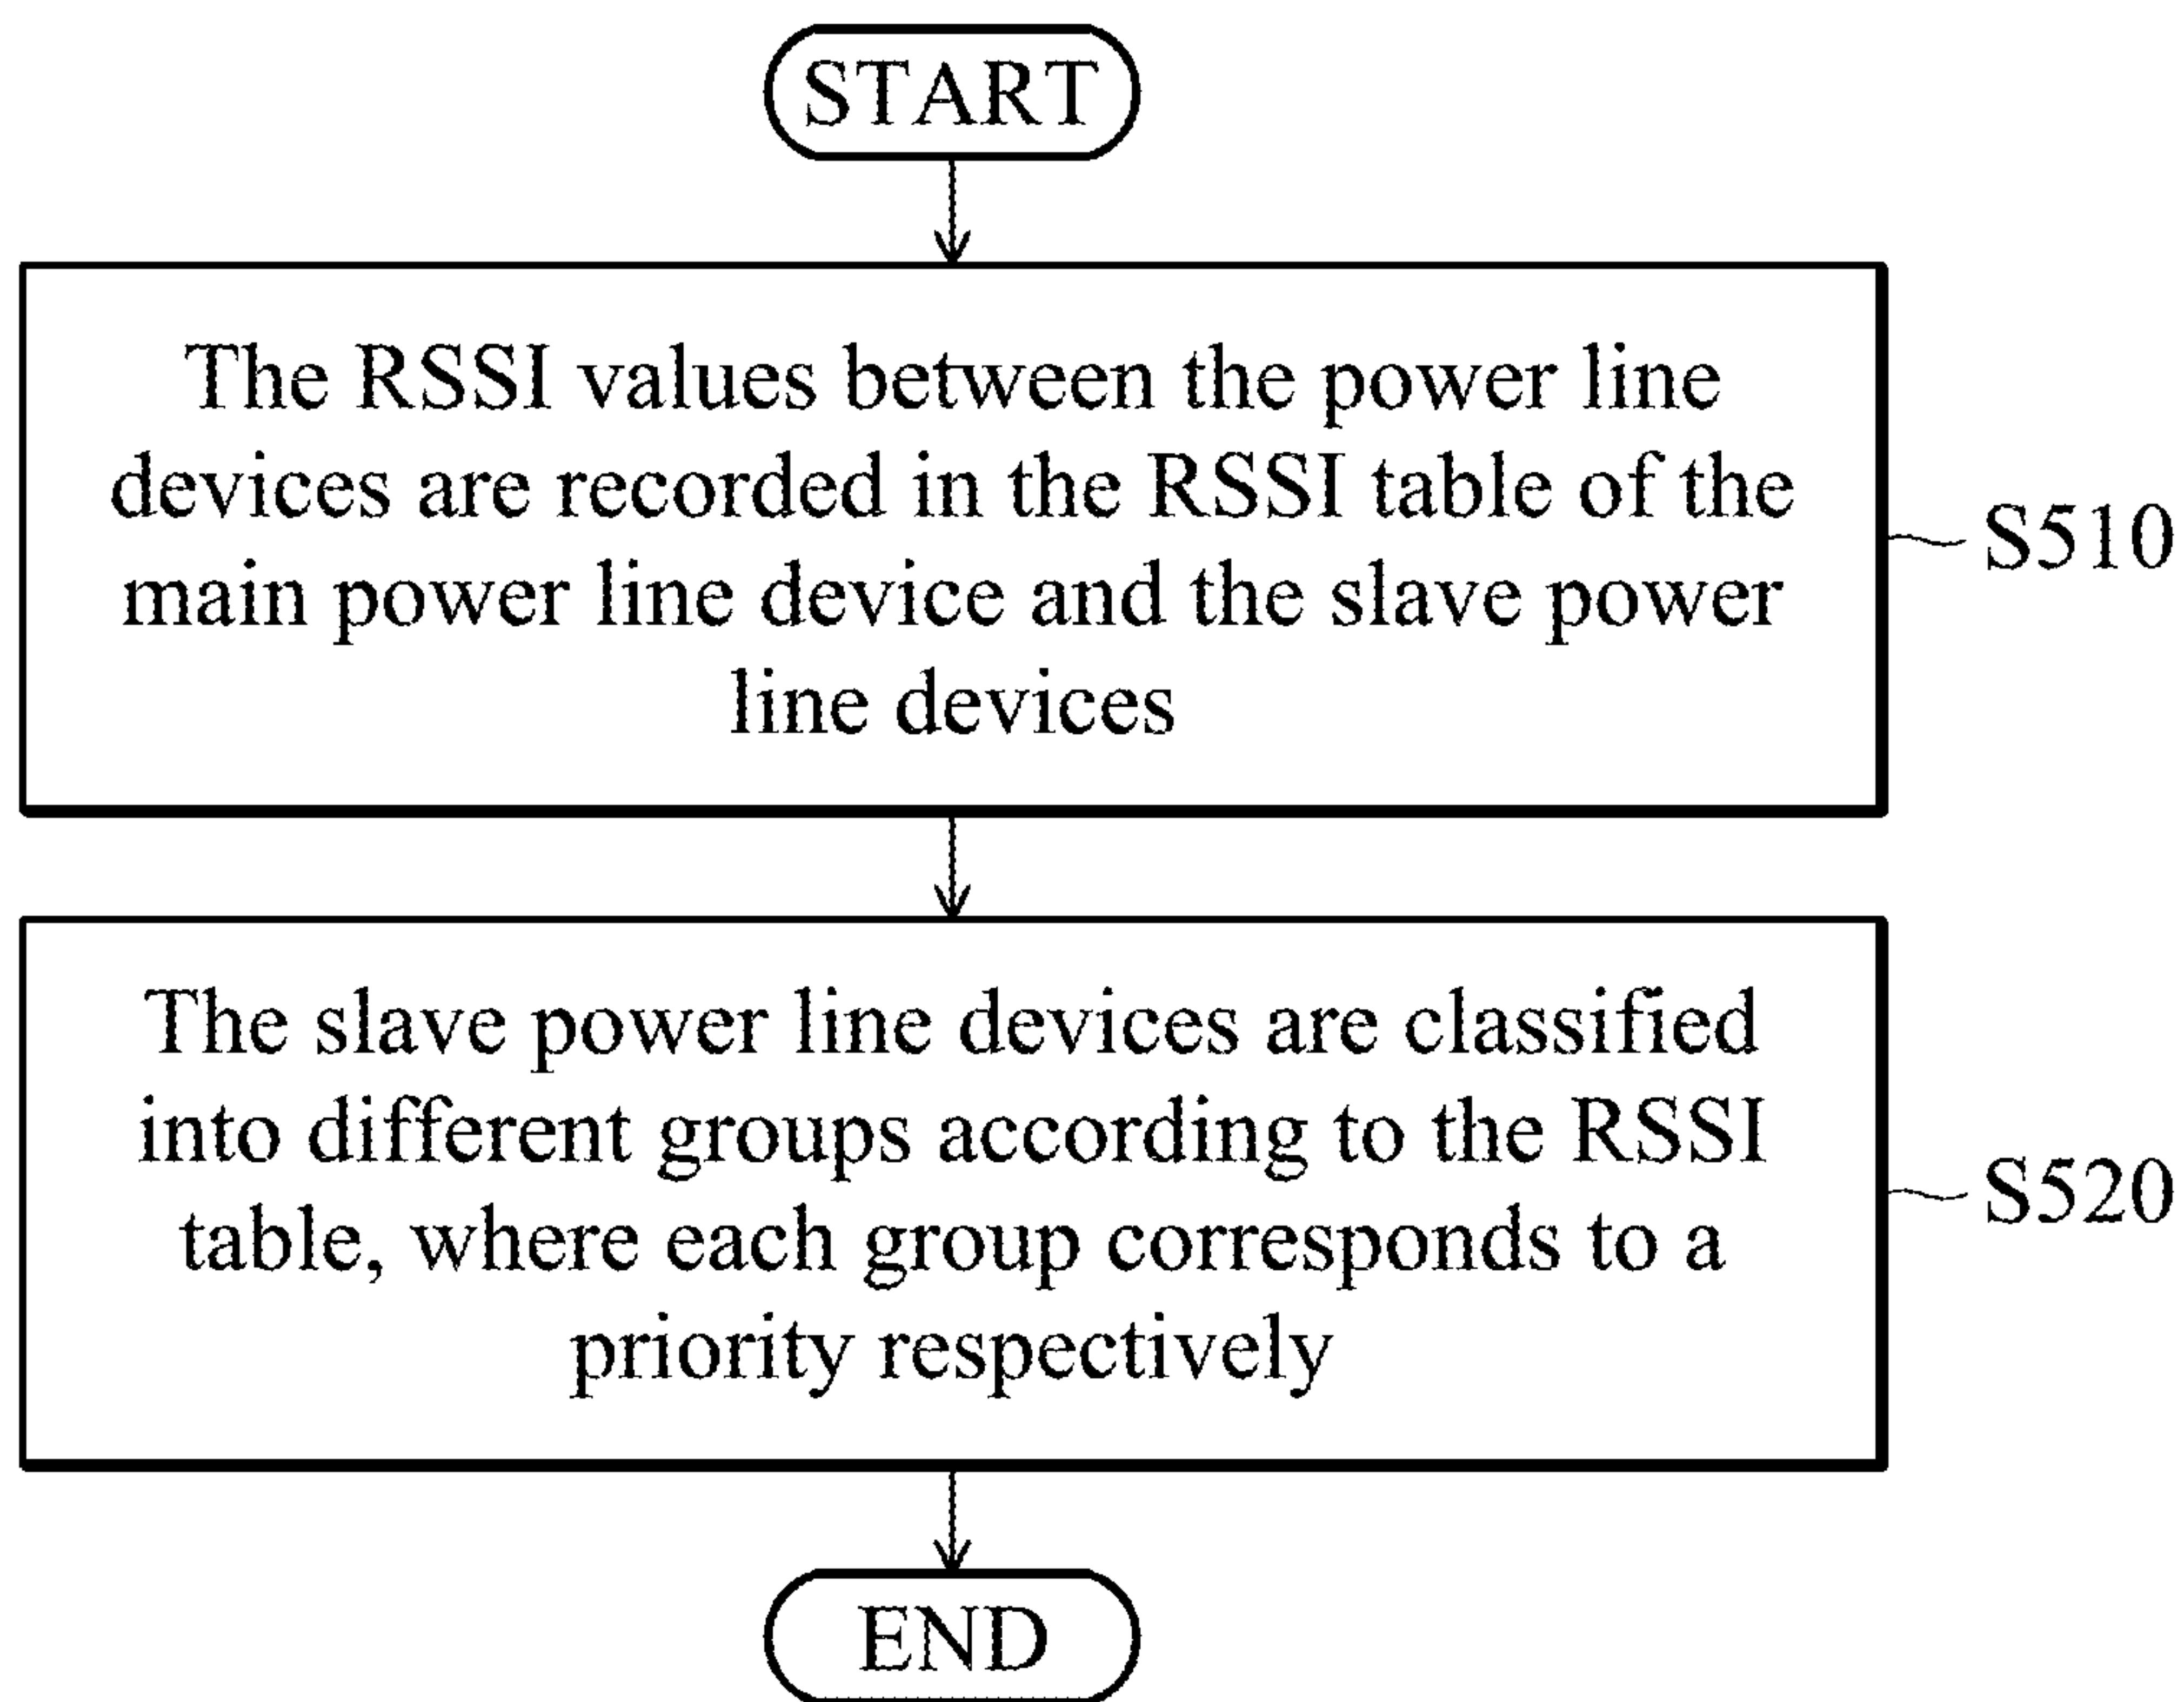 START
The RSSI values between the power line
devices are recorded in the RSSI table of the
main power line device and the slave power
line devices
S510
The slave power line devices are classified
into different groups according to the RSSI
table, where each group corresponds to a
priority respectively
S520
END